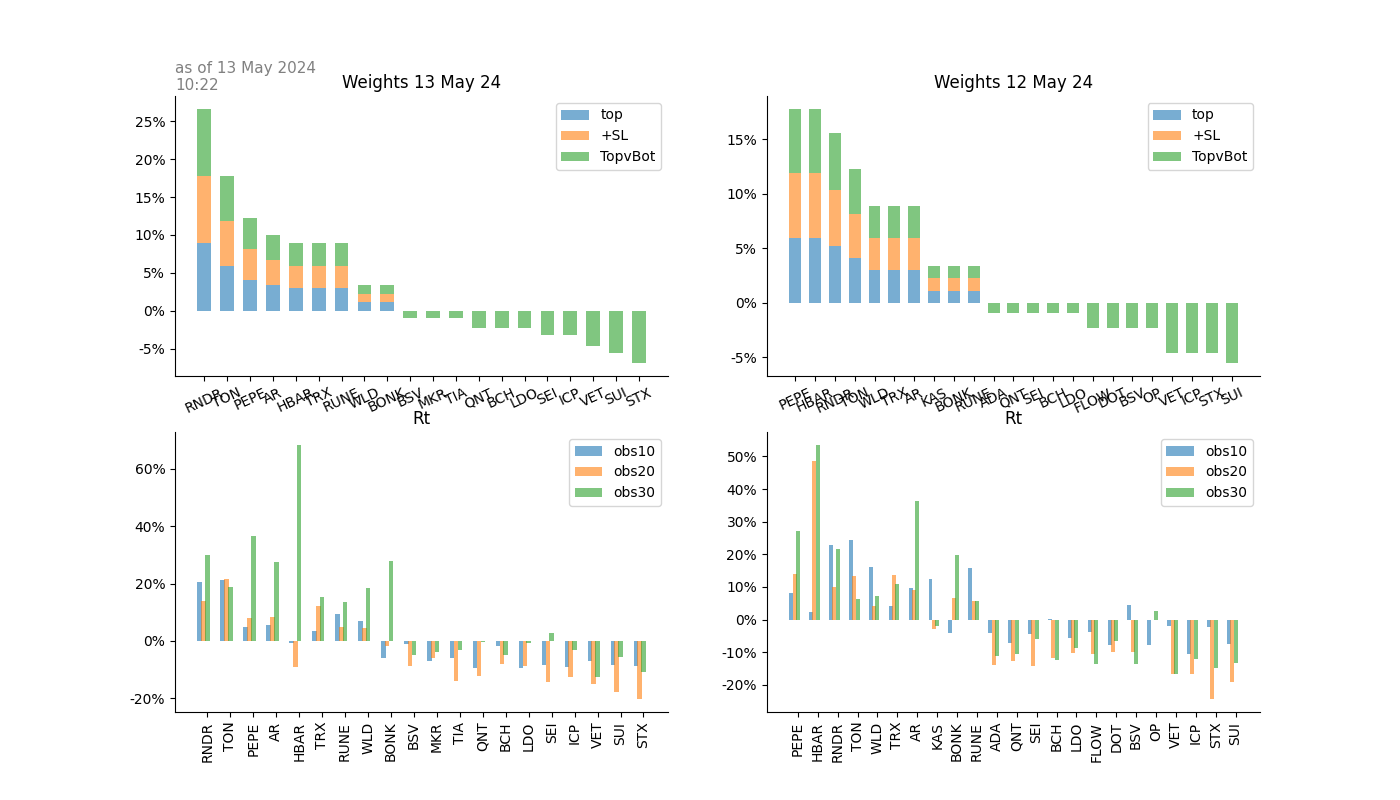 as of 13 May 2024
10:22
Weights 13 May 24
25%
20%
15%
10%
5%
0%
-5%
top
+SL
TopvBot
RNDR TON PEPE AR HBAR TRX RUNE WLD BONK BSV MKR TIA QNT BCH LDO SEI ICP VET SUI STX
Weights 12 May 24
15%
10%
5%
0%
-5%
top
+SL
TopvBot
PEPE HBAR RNDR TON WLD TRX AR KAS BONK RUNE ADA QNT SEI BCH LDO FLOW DOT BSV OP VET ICP STX SUI
Rt
60%
40%
20%
0%
-20%
obs10
obs20
obs30
RNDR TON PEPE AR HBAR TRX RUNE WLD BONK BSV MKR TIA QNT BCH LDO SEI ICP VET SUI STX
Rt
50%
40%
30%
20%
10%
0%
-10%
-20%
obs10
obs20
obs30
PEPE HBAR RNDR TON WLD TRX AR KAS BONK RUNE ADA QNT SEI BCH LDO FLOW DOT BSV OP VET ICP STX SUI